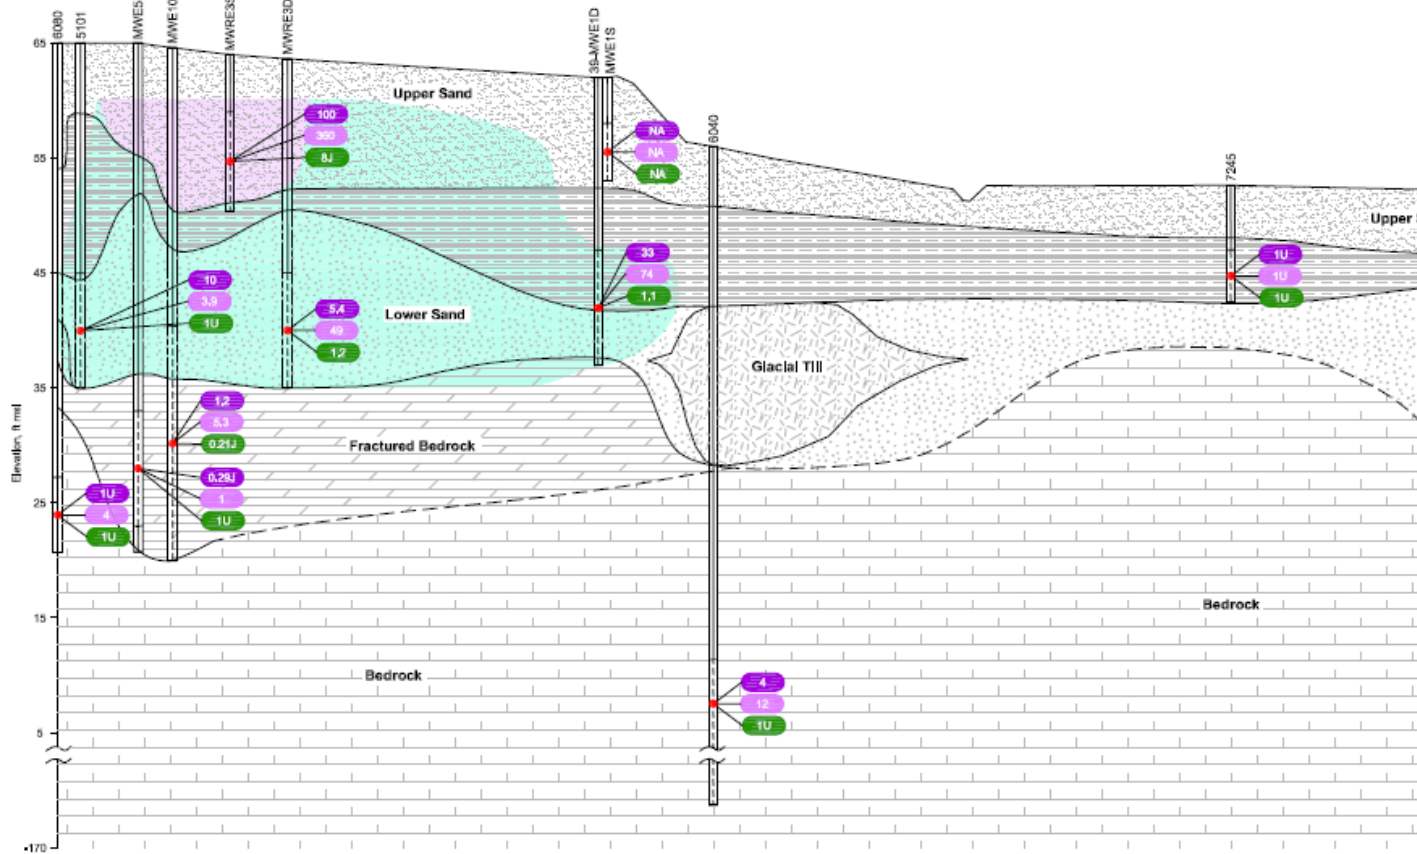 6080
5101
MWE5
MWE10
MWRE3S
MWRE3D
39-MWE1D
MWE1S
6040
7245
65
55
45
35
25
15
5
-170
Elevation, ft msl
Upper Sand
100
360
8J
NA
NA
NA
Upper
33
74
1.1
1U
1U
1U
10
3.9
1U
Lower Sand
5.4
49
1.2
Glacial Till
1.2
5.3
0.21J
Fractured Bedrock
0.29J
1
1U
1U
4
1U
Bedrock
Bedrock
4
12
1U